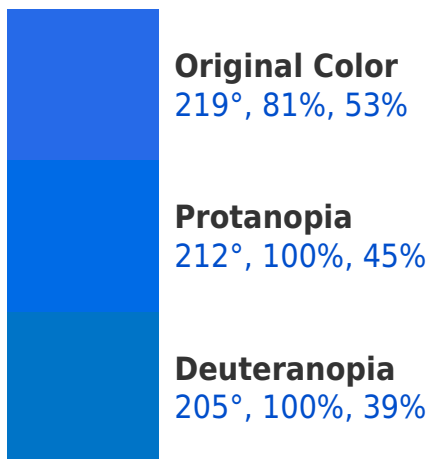 Original Color
219°, 81%, 53%
Protanopia
212°, 100%, 45%
Deuteranopia
205°, 100%, 39%